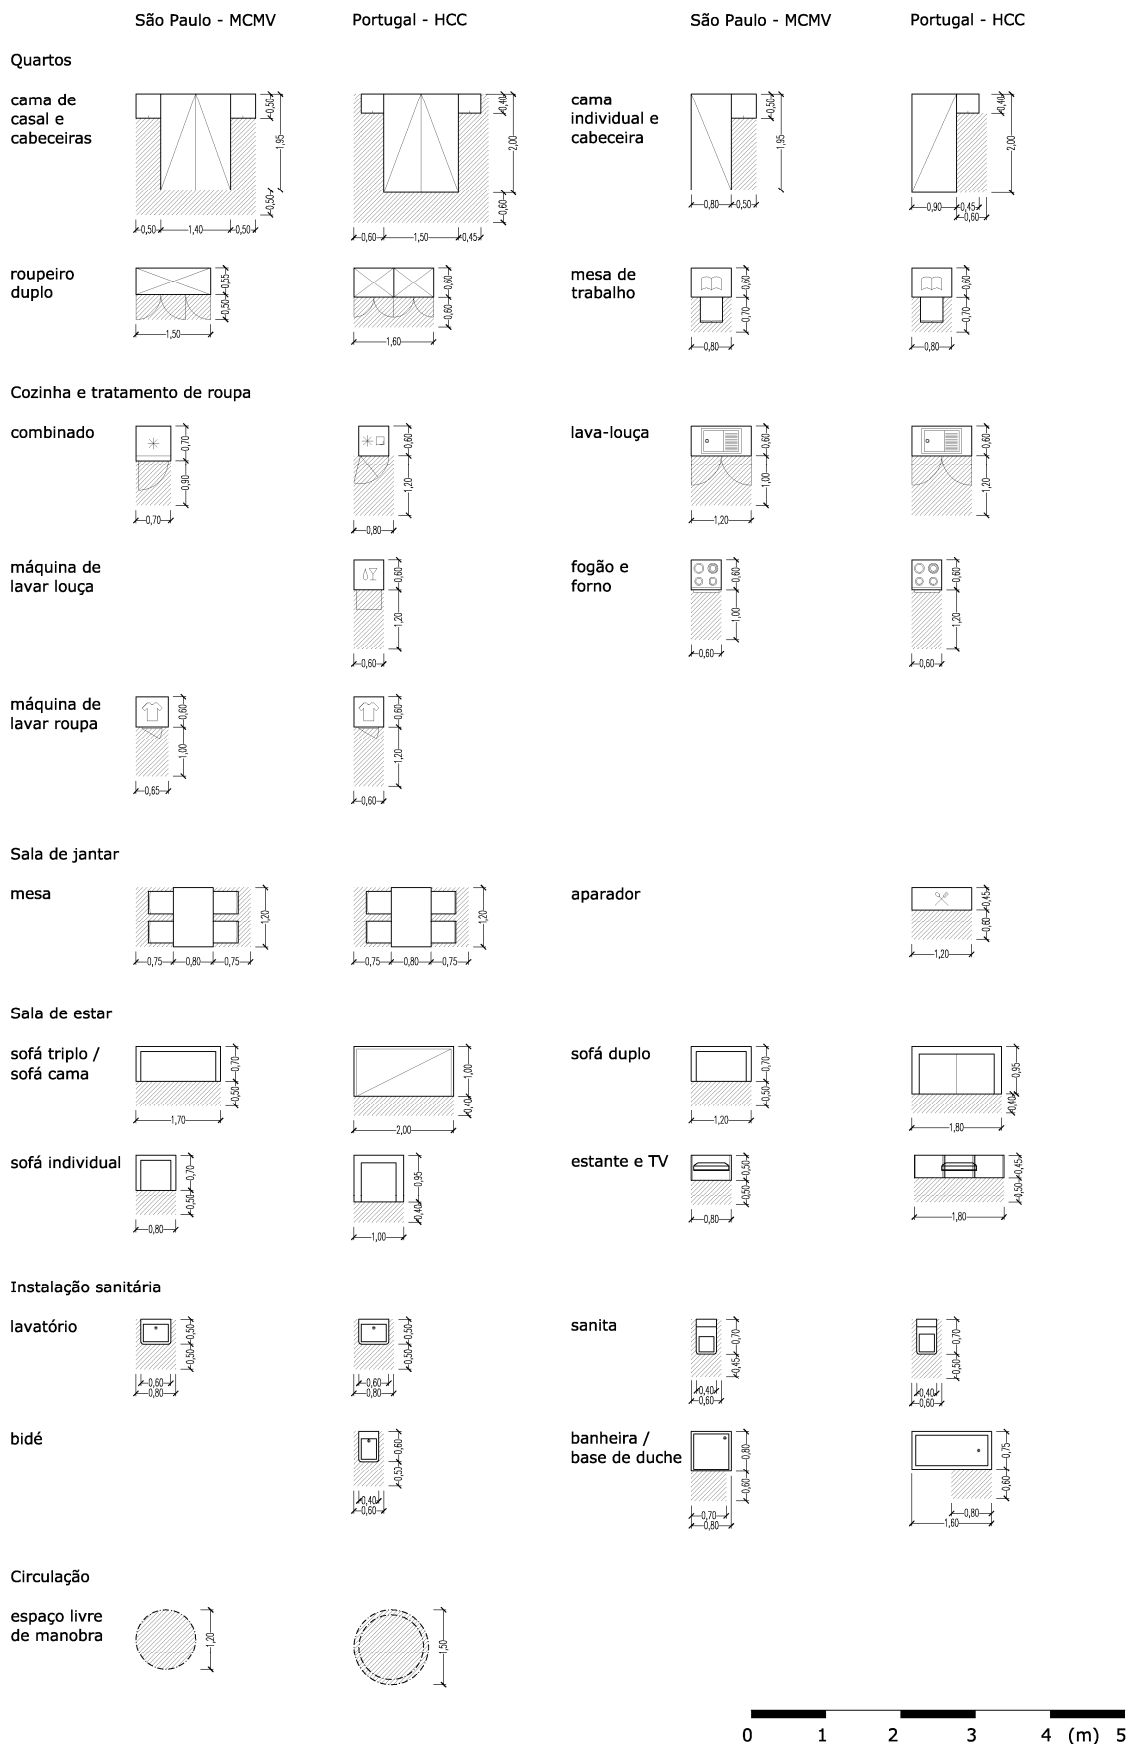 São Paulo - MCMV
Portugal - HCC
São Paulo - MCMV
Portugal - HCC
Quartos
cama de
casal e
cabeceiras
0,50
1,95
0,50
0,50
1,40
0,50
0,40
2,00
0,60
0,60
1,50
0,45
cama
individual e
cabeceira
0,50
1,95
0,80
0,50
0,40
2,00
0,90
0,45
0,60
roupeiro
duplo
0,55
0,50
1,50
0,60
0,60
1,60
mesa de
trabalho
0,60
0,70
0,80
0,60
0,70
0,80
Cozinha e tratamento de roupa
combinado
0,70
0,90
0,70
0,60
1,20
0,80
lava-louça
0,60
1,00
1,20
0,60
1,20
máquina de
lavar louça
0,60
1,20
0,60
fogão e
forno
0,60
1,00
0,60
0,60
1,20
0,60
máquina de
lavar roupa
0,60
1,00
0,65
0,60
1,20
0,60
Sala de jantar
mesa
1,20
0,75
0,80
0,75
1,20
0,75
0,80
0,75
aparador
0,45
0,60
1,20
Sala de estar
sofá triplo /
sofá cama
0,70
0,50
1,70
1,00
0,40
2,00
sofá duplo
0,70
0,50
1,20
0,95
0,40
1,80
sofá individual
0,70
0,50
0,80
0,95
0,40
1,00
estante e TV
0,50
0,50
0,80
0,45
0,50
1,80
Instalação sanitária
lavatório
0,50
0,50
0,60
0,80
0,50
0,50
0,60
0,80
sanita
0,70
0,45
0,40
0,60
0,70
0,50
0,40
0,60
bidé
0,60
0,50
0,40
0,60
banheira /
base de duche
0,80
0,60
0,70
0,80
0,75
0,60
0,80
1,60
Circulação
espaço livre
de manobra
1,20
1,50
0 1 2 3 4 (m) 5